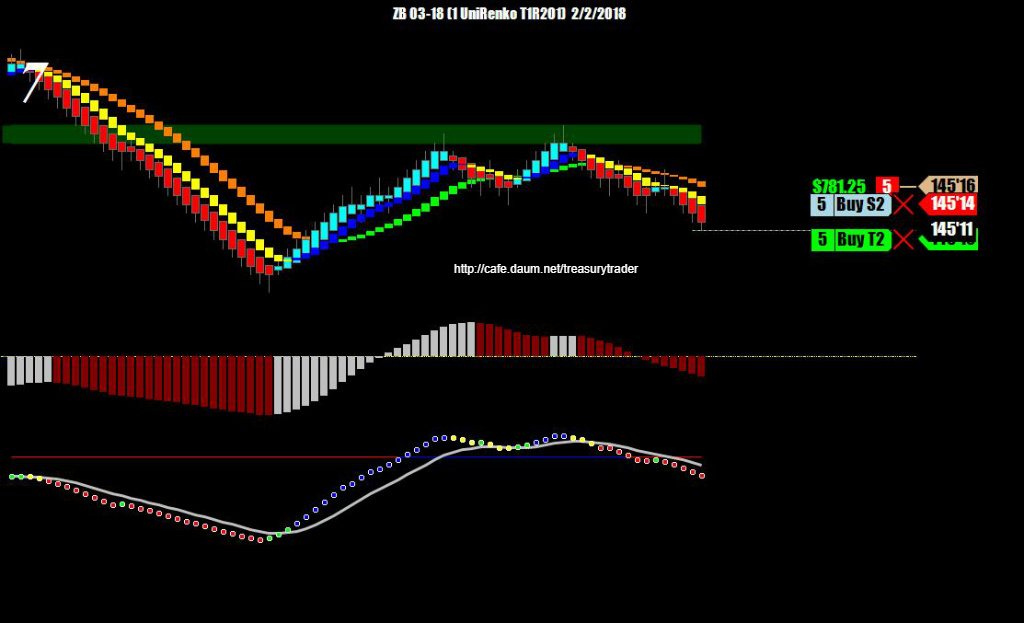 ZB 03-18 (1 UniRenko T1R201) 2/2/2018
7
$781.25 5 145'16
5 Buy S2 145'14
145'11
5 Buy T2
http://cafe.daum.net/treasurytrader